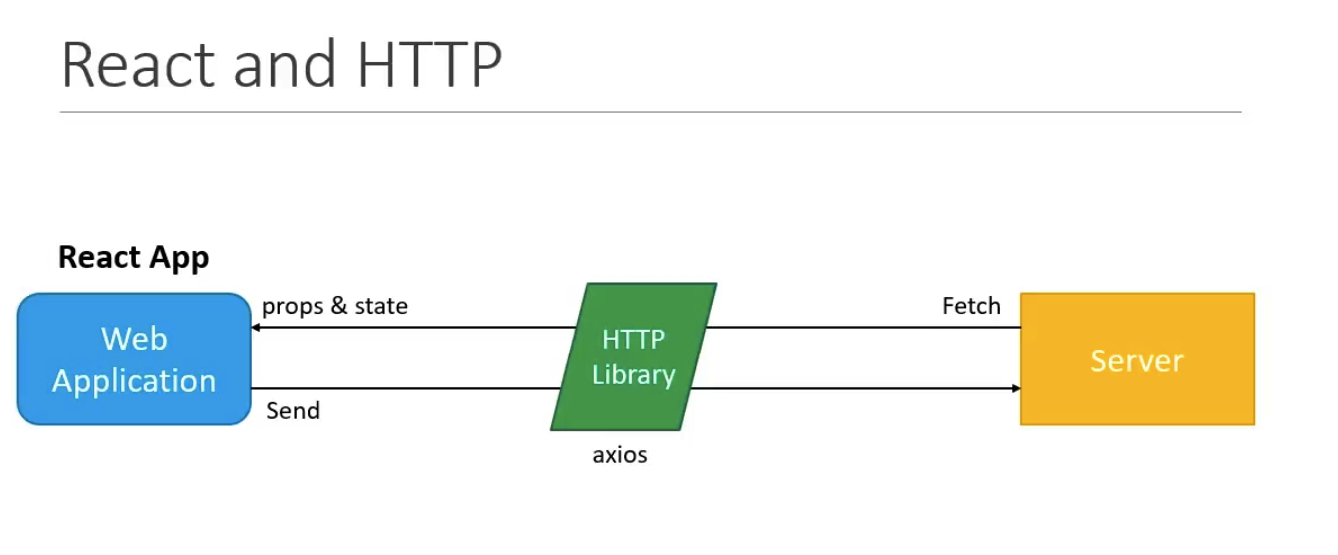 React and HTTP
React App
Web
Application
props & state
Send
HTTP
Library
axios
Fetch
Server